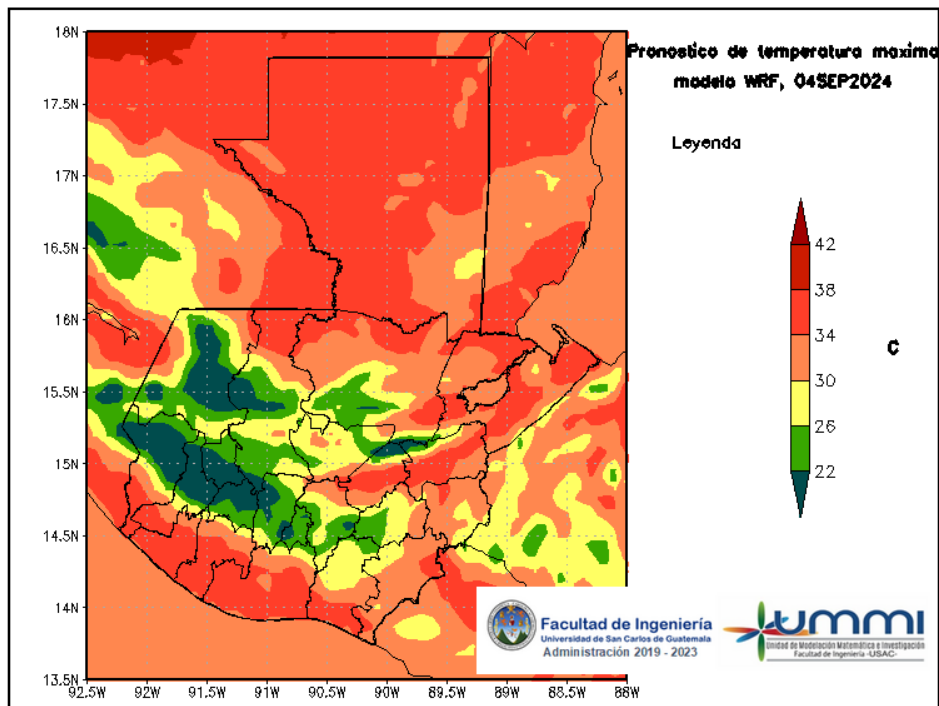 Pronostico de temperatura maxima
modelo WRF, 04SEP2024
Leyenda
42
38
34
30
26
22
C
18N
17.5N
17N
16.5N
16N
15.5N
15N
14.5N
14N
13.5N
92.5W 92W 91.5W 91W 90.5W 90W 89.5W 89W 88.5W 88W
Facultad de Ingeniería
Universidad de San Carlos de Guatemala
Administración 2019 - 2023
ummi
Unidad de Modelación Matemática e Investigación
Facultad de Ingeniería -USAC-